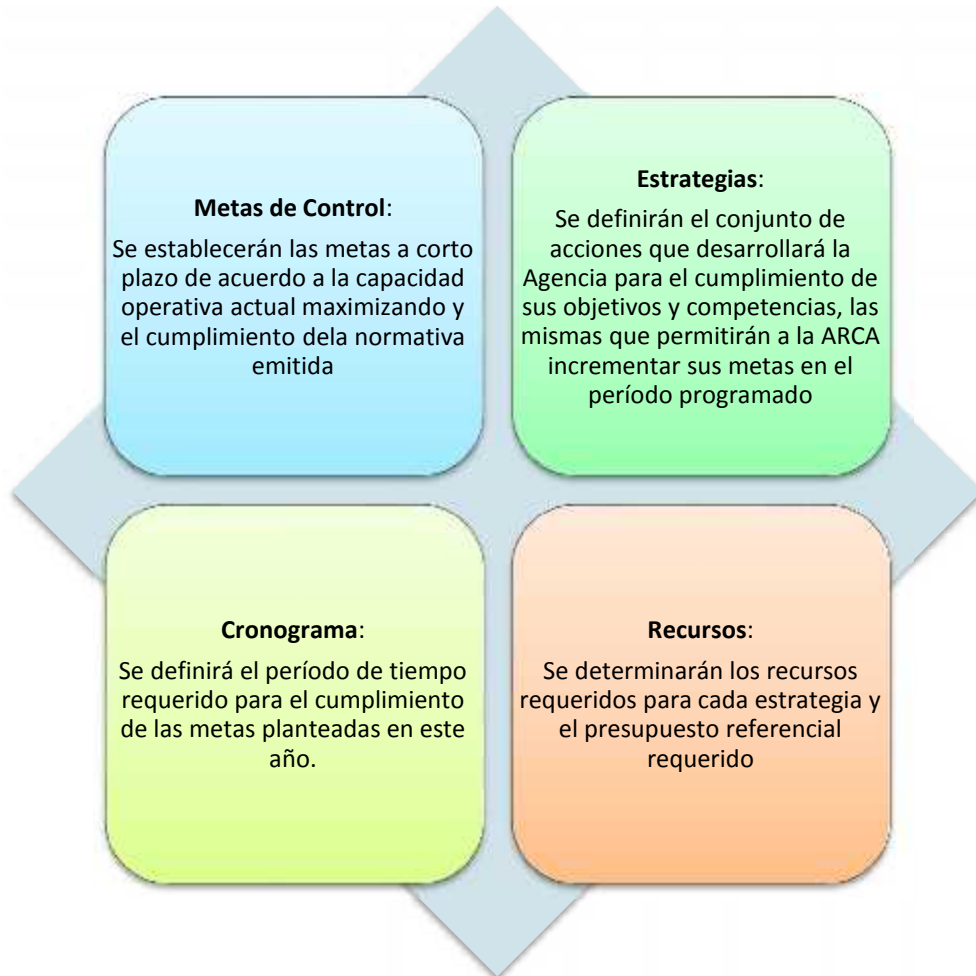 Metas de Control:
Se establecerán las metas a corto
plazo de acuerdo a la capacidad
operativa actual maximizando y
el cumplimiento dela normativa
emitida
Estrategias:
Se definirán el conjunto de
acciones que desarrollará la
Agencia para el cumplimiento de
sus objetivos y competencias, las
mismas que permitirán a la ARCA
incrementar sus metas en el
período programado
Cronograma:
Se definirá el período de tiempo
requerido para el cumplimiento
de las metas planteadas en este
año.
Recursos:
Se determinarán los recursos
requeridos para cada estrategia y
el presupuesto referencial
requerido